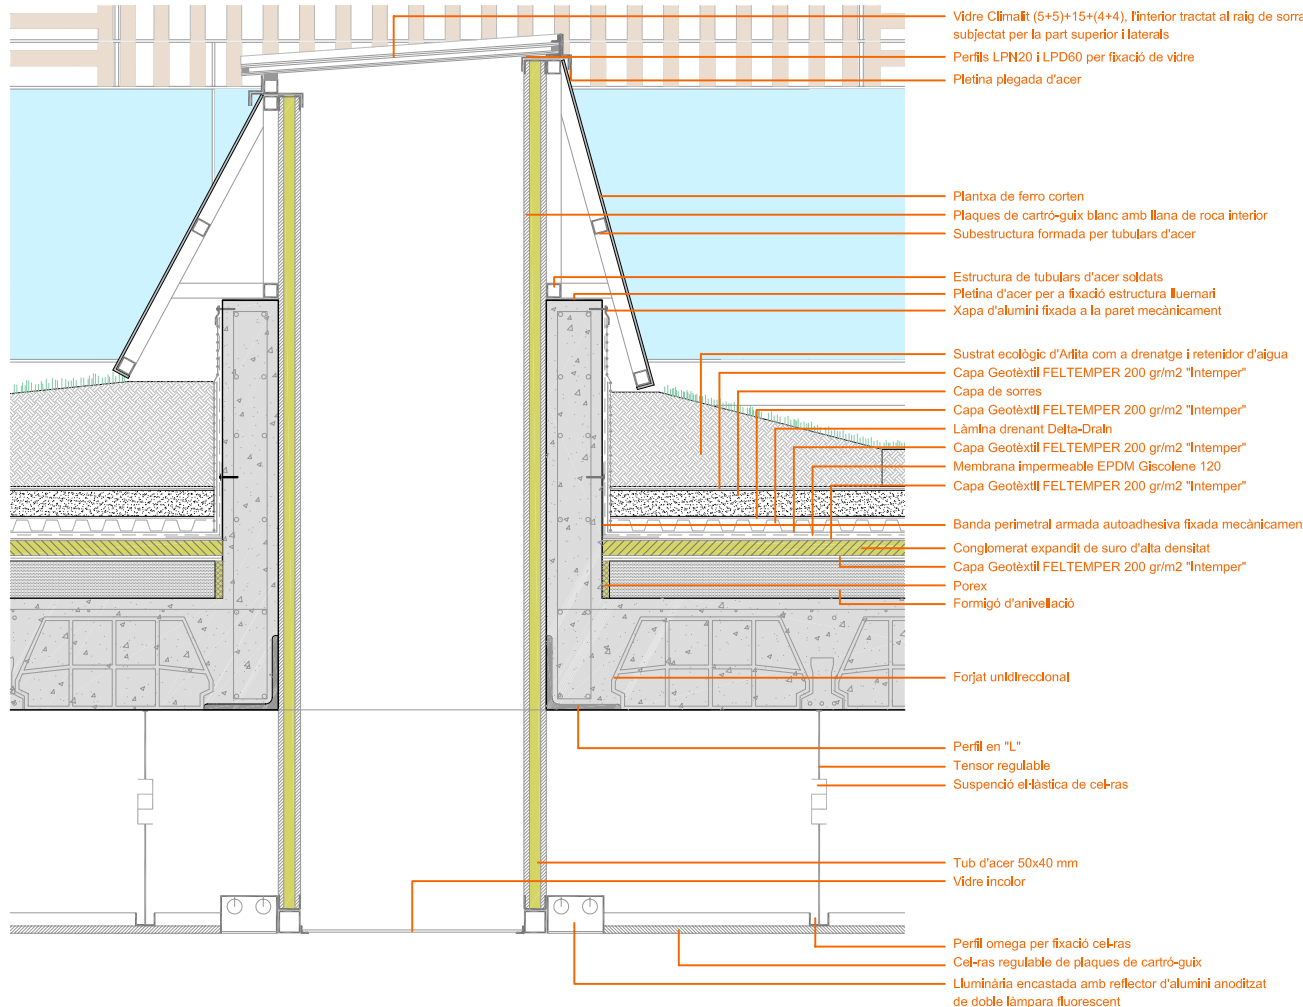 Vidre Climalit (5+5)+15+(4+4), l'interior tractat al raig de sorra
subjectat per la part superior i laterals
Perfils LPN20 i LPD60 per fixació de vidre
Pletina plegada d'acer
Plantxa de ferro corten
Plaques de cartró-guix blanc amb llana de roca interior
Subestructura formada per tubulars d'acer
Estructura de tubulars d'acer soldats
Pletina d'acer per a fixació estructura lluernari
Xapa d'alumini fixada a la paret mecànicament
Sustrat ecològic d'Arlita com a drenatge i retenidor d'aigua
Capa Geotèxtil FELTEMPER 200 gr/m2 "Intemper"
Capa de sorres
Capa Geotèxtil FELTEMPER 200 gr/m2 "Intemper"
Làmina drenant Delta-Drain
Capa Geotèxtil FELTEMPER 200 gr/m2 "Intemper"
Membrana impermeable EPDM Giscolene 120
Capa Geotèxtil FELTEMPER 200 gr/m2 "Intemper"
Banda perimetral armada autoadhesiva fixada mecànicamen
Conglomerat expandit de suro d'alta densitat
Capa Geotèxtil FELTEMPER 200 gr/m2 "Intemper"
Porex
Formigó d'anivellació
Forjat unidireccional
Perfil en "L"
Tensor regulable
Suspenció el·làstica de cel-ras
Tub d'acer 50x40 mm
Vidre incolor
Perfil omega per fixació cel-ras
Cel-ras regulable de plaques de cartró-guix
Lluminària encastada amb reflector d'alumini anoditzat
de doble làmpara fluorescent